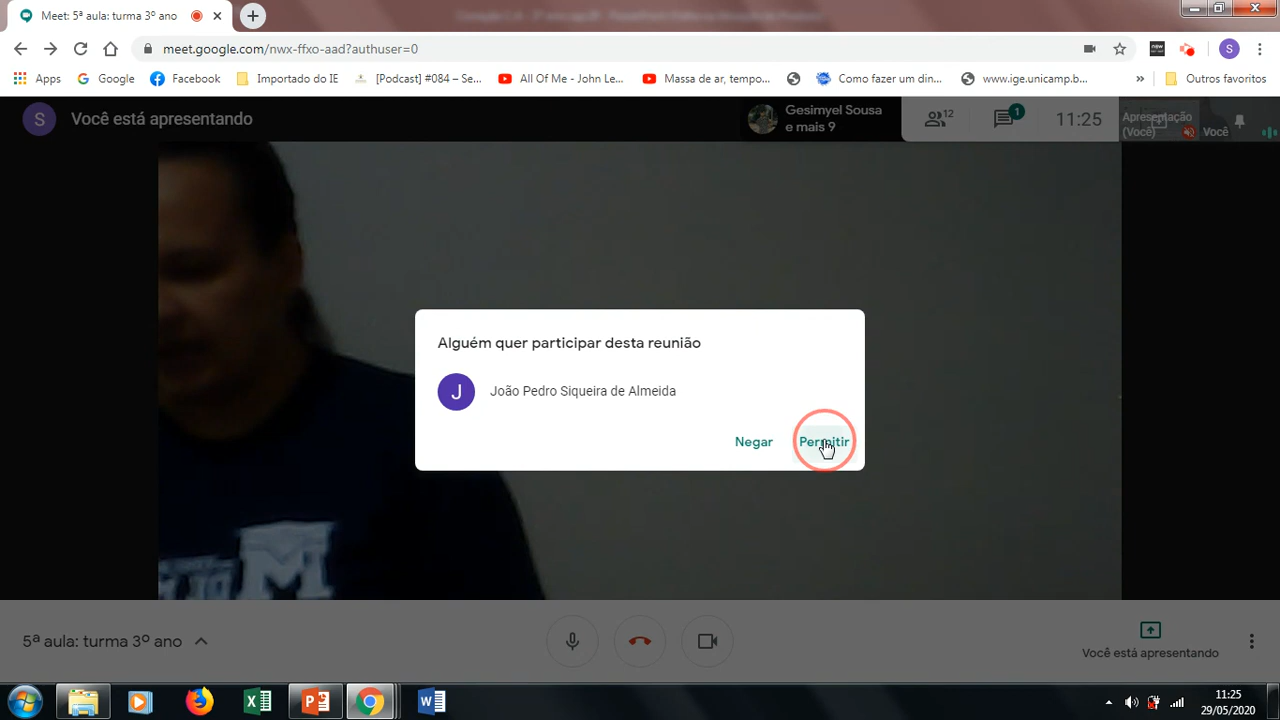 Meet: 5ª aula: turma 3º ano
meet.google.com/nwx-ffxo-aad?authuser=0
S
Apps
Google
Facebook
Importado do IE
[Podcast] #084 – Se...
All Of Me - John Le...
Massa de ar, tempo...
Como fazer um din...
www.ige.unicamp.b...
»
Outros favoritos
S
Você está apresentando
Gesimyel Sousa
e mais 9
12
1
11:25
Apresentação
(Você)
Você
Alguém quer participar desta reunião
J
João Pedro Siqueira de Almeida
Negar
Permitir
M
5ª aula: turma 3º ano
Você está apresentando
11:25
29/05/2020